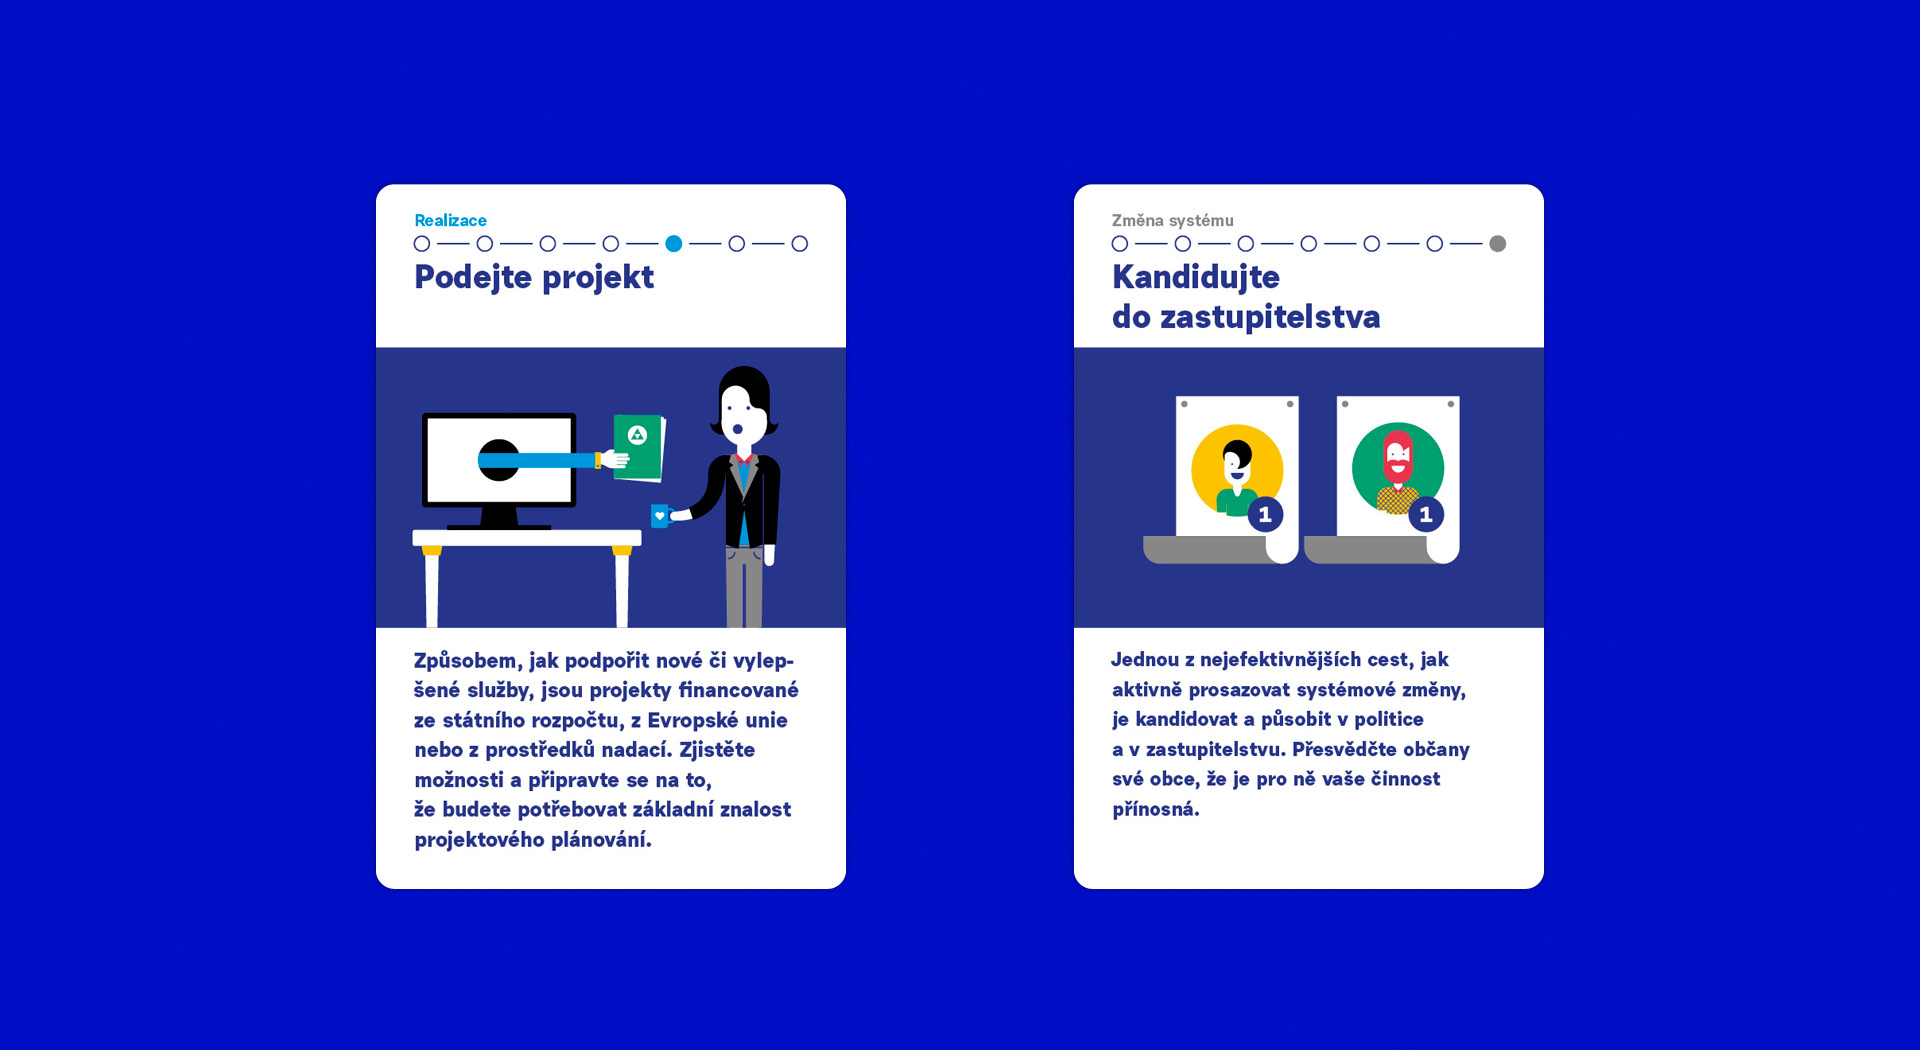 Realizace
Podejte projekt
Způsobem, jak podpořit nové či vylep-
šené služby, jsou projekty financované
ze státního rozpočtu, z Evropské unie
nebo z prostředků nadací. Zjistěte
možnosti a připravte se na to,
že budete potřebovat základní znalost
projektového plánování.
Změna systému
Kandidujte
do zastupitelstva
1
1
Jednou z nejefektivnějších cest, jak
aktivně prosazovat systémové změny,
je kandidovat a působit v politice
a v zastupitelstvu. Přesvědčte občany
své obce, že je pro ně vaše činnost
přínosná.